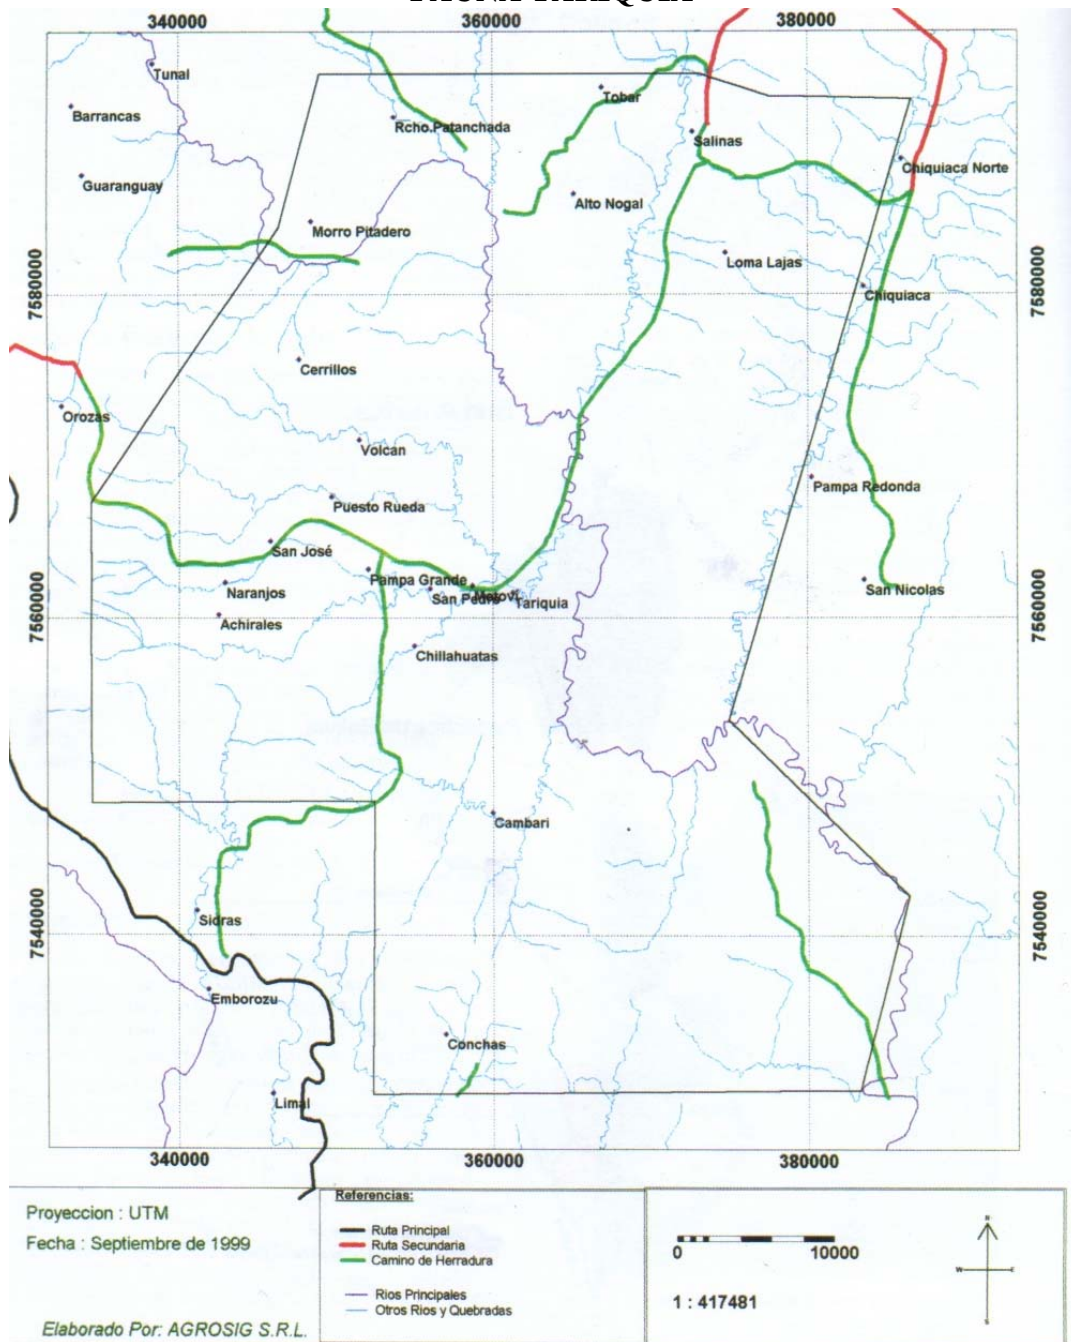 FAUNA TARIQUIA
340000
360000
380000
Tunal
Tobar
Barrancas
Rcho.Patanchada
Salinas
Chiquiaca Norte
Guaranguay
Alto Nogal
Morro Pitadero
Loma Lajas
7580000
7580000
Chiquiaca
Cerrillos
Orozas
Volcan
Pampa Redonda
Puesto Rueda
San José
Pampa Grande
San Nicolas
Naranjos
San Pedro
Tariquia
7560000
7560000
Achirales
Chillahuatas
Cambari
7540000
7540000
Sidras
Emborozu
Conchas
Limal
340000
360000
380000
Proyeccion : UTM
Fecha : Septiembre de 1999
Elaborado Por: AGROSIG S.R.L.
Referencias:
Ruta Principal
Ruta Secundaria
Camino de Herradura
Rios Principales
Otros Rios y Quebradas
0 10000
1 : 417481
N
W E
S